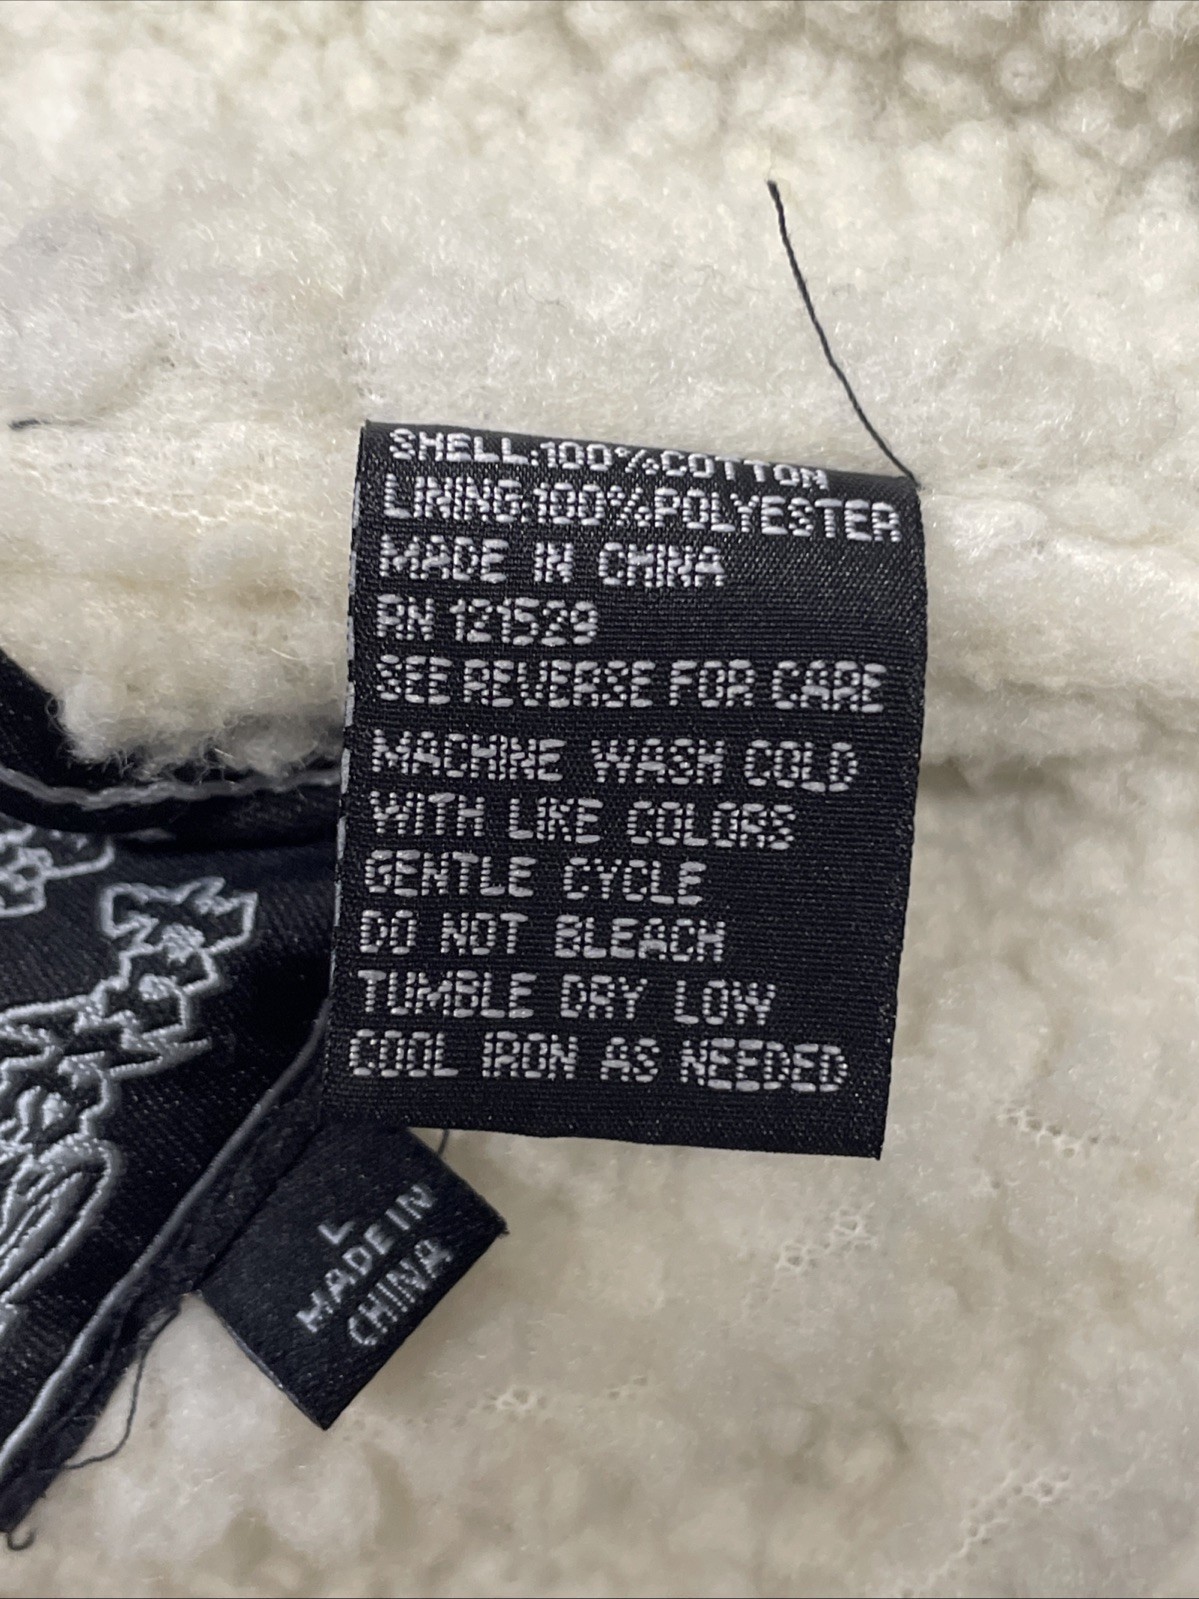 SHELL:100%COTTON
LINING:100%POLYESTER
MADE IN CHINA
RN 121529
SEE REVERSE FOR CARE
MACHINE WASH COLD
WITH LIKE COLORS
GENTLE CYCLE
DO NOT BLEACH
TUMBLE DRY LOW
COOL IRON AS NEEDED
L
MADE IN
CHINA